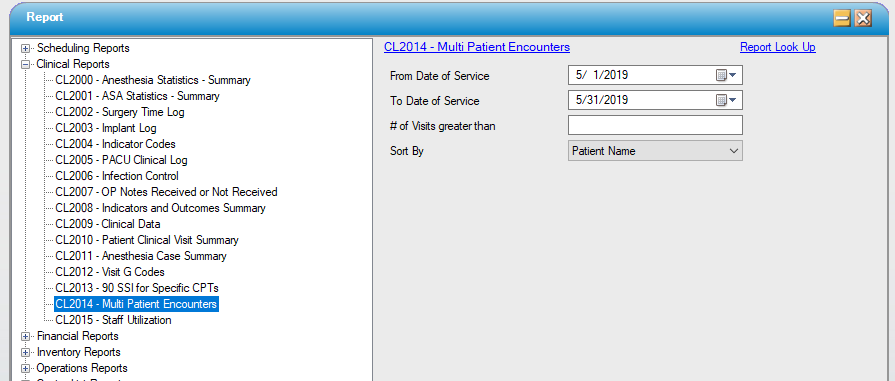 Report
Scheduling Reports
Clinical Reports
CL2000 - Anesthesia Statistics - Summary
CL2001 - ASA Statistics - Summary
CL2002 - Surgery Time Log
CL2003 - Implant Log
CL2004 - Indicator Codes
CL2005 - PACU Clinical Log
CL2006 - Infection Control
CL2007 - OP Notes Received or Not Received
CL2008 - Indicators and Outcomes Summary
CL2009 - Clinical Data
CL2010 - Patient Clinical Visit Summary
CL2011 - Anesthesia Case Summary
CL2012 - Visit G Codes
CL2013 - 90 SSI for Specific CPTs
CL2014 - Multi Patient Encounters
CL2015 - Staff Utilization
Financial Reports
Inventory Reports
Operations Reports
CL2014 - Multi Patient Encounters Report Look Up
From Date of Service 5/ 1/2019
To Date of Service 5/31/2019
# of Visits greater than
Sort By Patient Name